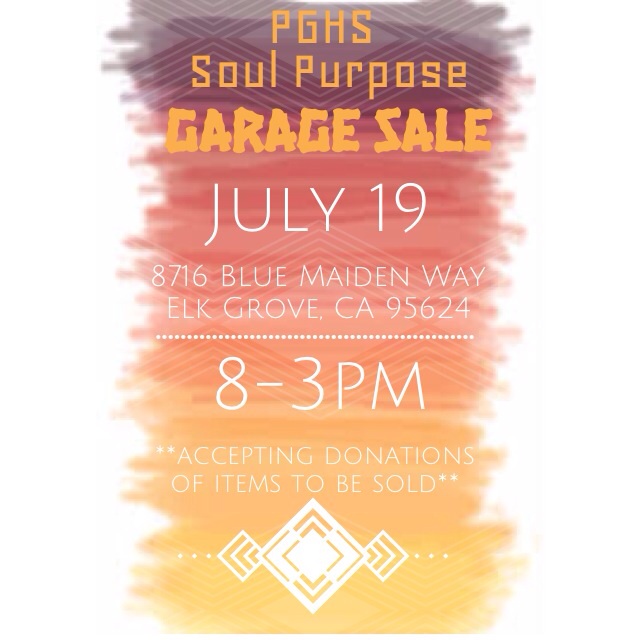 PGHS
Soul Purpose
GARAGE SALE
JULY 19
8716 BLUE MAIDEN WAY
ELK GROVE, CA 95624
8-3PM
**ACCEPTING DONATIONS
OF ITEMS TO BE SOLD**